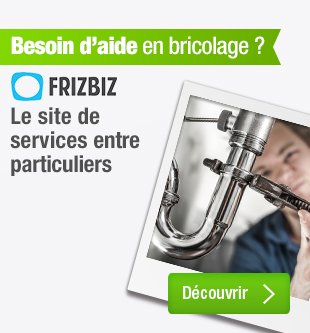 Besoin d'aide en bricolage ?
FRIZBIZ
Le site de
services entre
particuliers
Découvrir